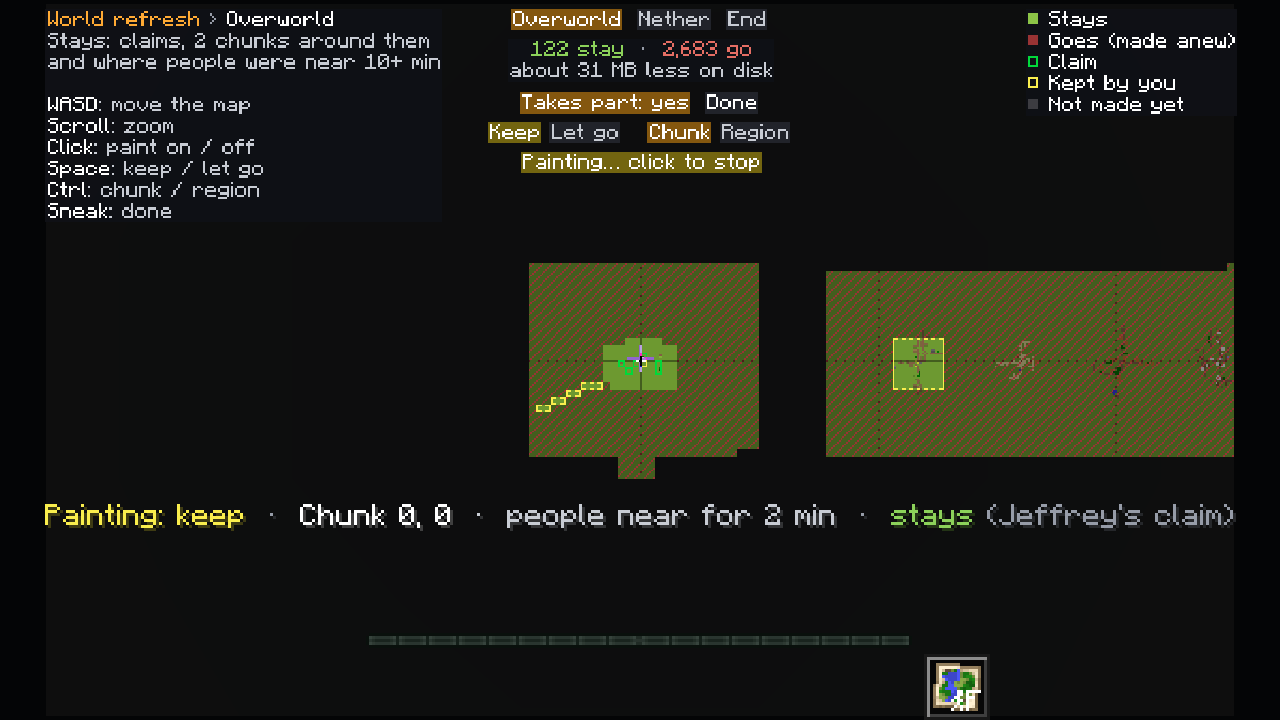 World refresh > Overworld
Stays: claims, 2 chunks around them
and where people were near 10+ min
WASD: move the map
Scroll: zoom
Click: paint on / off
Space: keep / let go
Ctrl: chunk / region
Sneak: done
Overworld Nether End
122 stay · 2,683 go
about 31 MB less on disk
Takes part: yes Done
Keep Let go Chunk Region
Painting... click to stop
Stays
Goes (made anew)
Claim
Kept by you
Not made yet
Painting: keep · Chunk 0, 0 · people near for 2 min · stays (Jeffrey's claim)